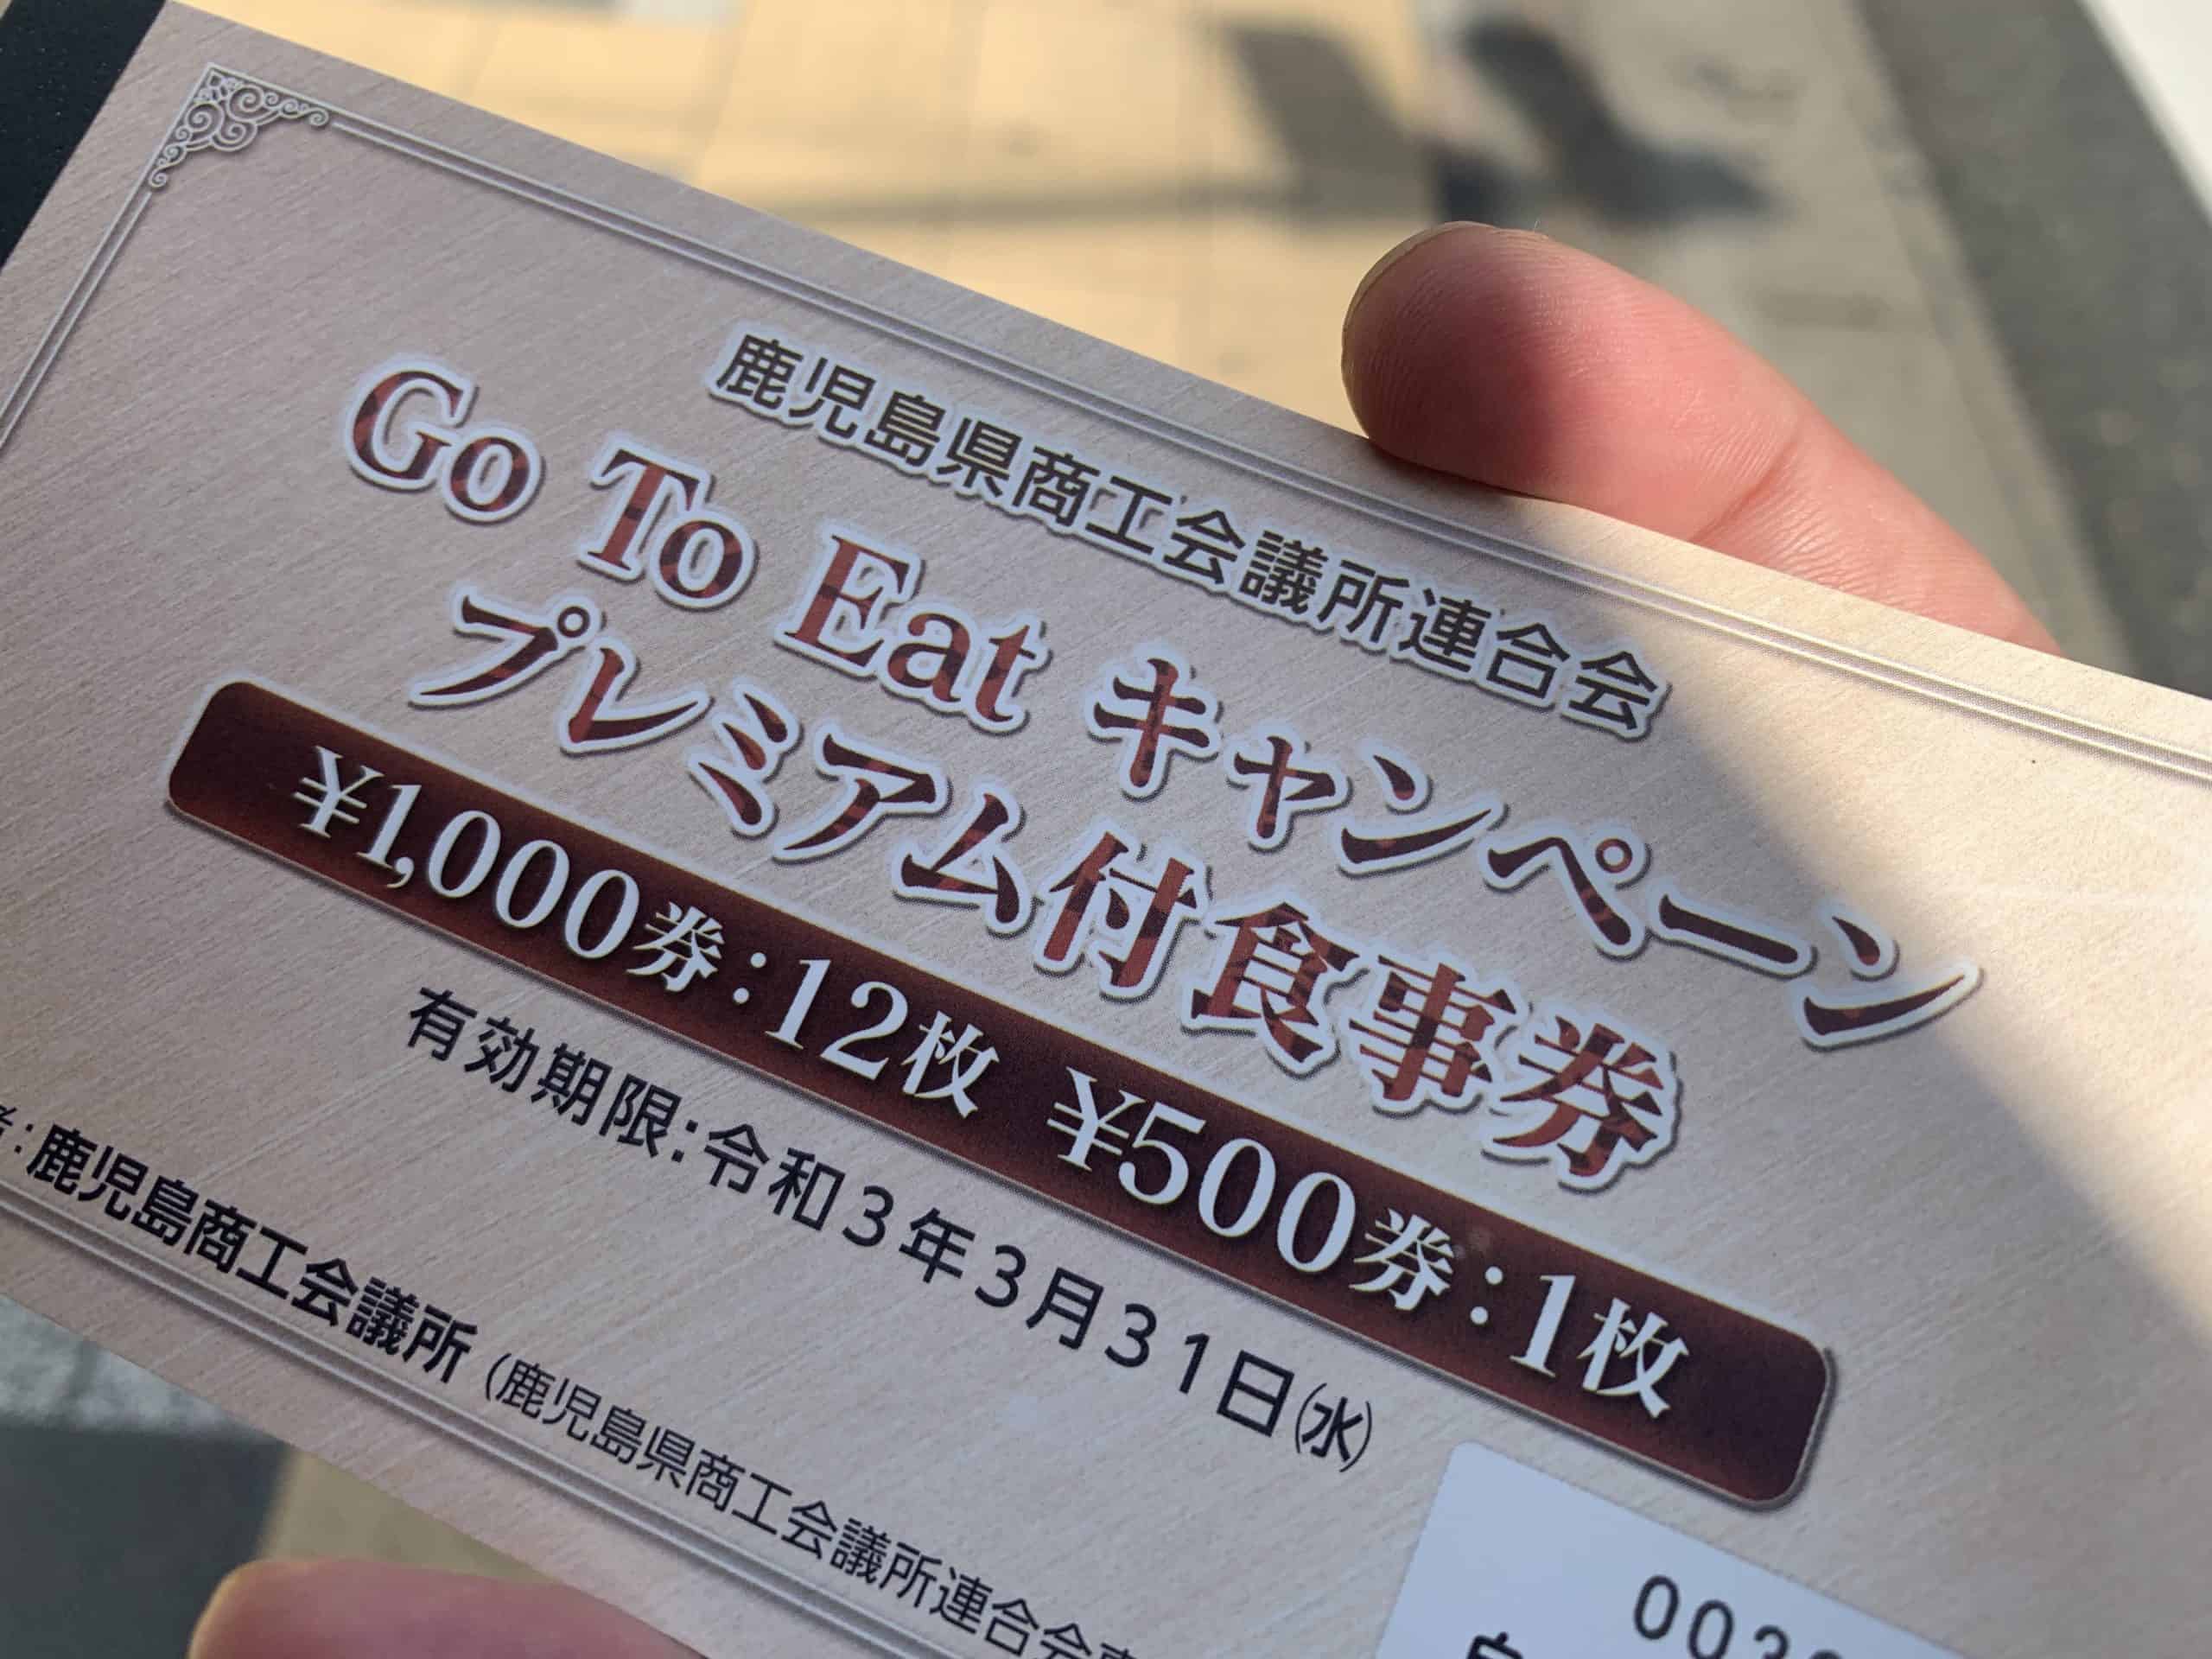 鹿児島県商工会議所連合会
Go To Eat キャンペーン
プレミアム付食事券
¥1,000券:12枚 ¥500券:1枚
有効期限:令和3年3月31日(水)
者:鹿児島商工会議所(鹿児島県商工会議所連合会
003